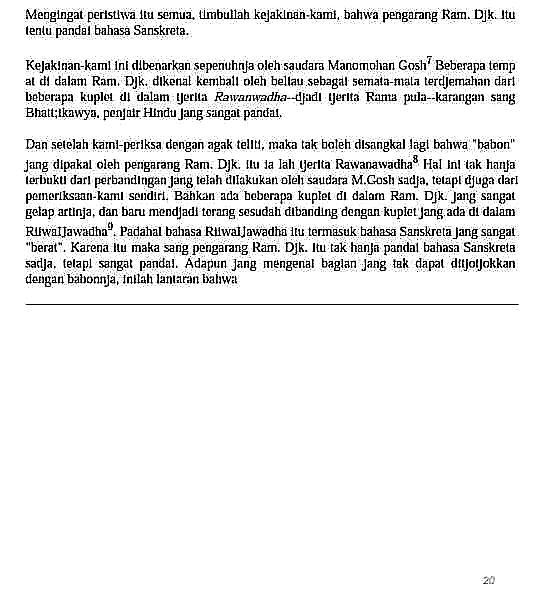 Mengingat peristiwa itu semua, timbullah kejakinan-kami, bahwa pengarang Ram. Djk. itu
tentu pandai bahasa Sanskreta.
Kejakinan-kami ini dibenarkan sepenuhnja oleh saudara Manomohan Gosh7 Beberapa temp
at di dalam Ram. Djk. dikenal kembali oleh beliau sebagai semata-mata terdjemahan dari
beberapa kuplet di dalam tjerita Rawanwadha--djadi tjerita Rama pula--karangan sang
Bhatt;ikawya, penjair Hindu jang sangat pandai.
Dan setelah kami-periksa dengan agak teliti, maka tak boleh disangkal lagi bahwa "babon"
jang dipakai oleh pengarang Ram. Djk. itu ia lah tjerita Rawanawadha8 Hal ini tak hanja
terbukti dari perbandingan jang telah dilakukan oleh saudara M.Gosh sadja, tetapi djuga dari
pemeriksaan-kami sendiri. Bahkan ada beberapa kuplet di dalam Ram. Djk. jang sangat
gelap artinja, dan baru mendjadi terang sesudah dibanding dengan kuplet jang ada di dalam
9. Padahal bahasa itu termasuk bahasa Sanskreta jang sangat
"berat". Karena itu maka sang pengarang Ram. Djk. itu tak hanja pandai bahasa Sanskreta
sadja, tetapi sangat pandai. Adapun jang mengenai bagian jang tak dapat ditjotjokkan
dengan babonnja, inilah lantaran bahwa
20